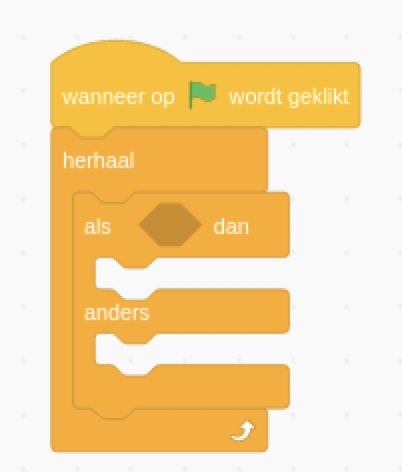 wanneer op wordt geklikt
herhaal
als dan
anders